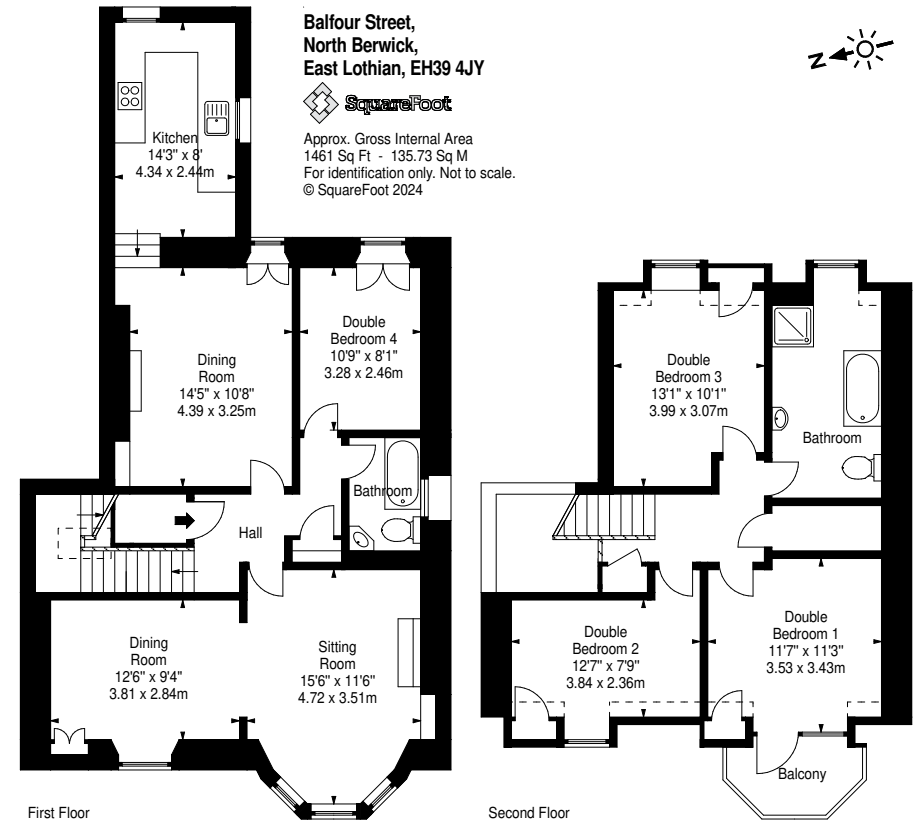 Balfour Street,
North Berwick,
East Lothian, EH39 4JY
SquareFoot
Approx. Gross Internal Area
1461 Sq Ft - 135.73 Sq M
For identification only. Not to scale.
© SquareFoot 2024
N
Kitchen
14'3" x 8'
4.34 x 2.44m
Dining
Room
14'5" x 10'8"
4.39 x 3.25m
Double
Bedroom 4
10'9" x 8'1"
3.28 x 2.46m
Bathroom
Hall
Dining
Room
12'6" x 9'4"
3.81 x 2.84m
Sitting
Room
15'6" x 11'6"
4.72 x 3.51m
First Floor
Double
Bedroom 3
13'1" x 10'1"
3.99 x 3.07m
Bathroom
Double
Bedroom 2
12'7" x 7'9"
3.84 x 2.36m
Double
Bedroom 1
11'7" x 11'3"
3.53 x 3.43m
Balcony
Second Floor